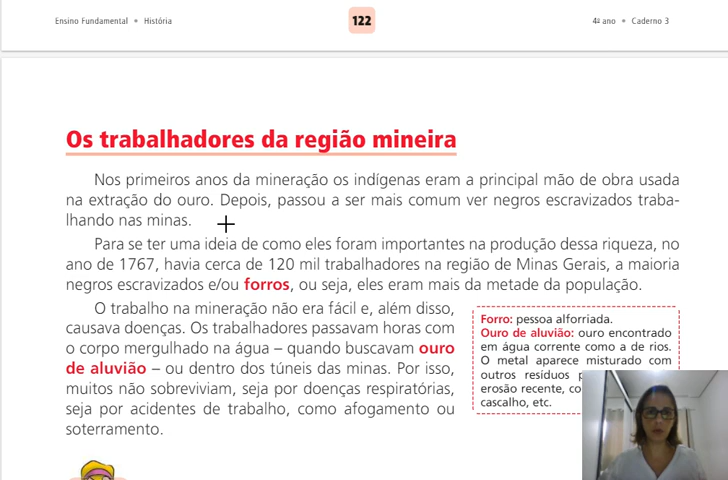 Ensino Fundamental • História
122
4º ano • Caderno 3
Os trabalhadores da região mineira
Nos primeiros anos da mineração os indígenas eram a principal mão de obra usada
na extração do ouro. Depois, passou a ser mais comum ver negros escravizados traba-
lhando nas minas.
Para se ter uma ideia de como eles foram importantes na produção dessa riqueza, no
ano de 1767, havia cerca de 120 mil trabalhadores na região de Minas Gerais, a maioria
negros escravizados e/ou forros, ou seja, eles eram mais da metade da população.
O trabalho na mineração não era fácil e, além disso,
causava doenças. Os trabalhadores passavam horas com
o corpo mergulhado na água – quando buscavam ouro
de aluvião – ou dentro dos túneis das minas. Por isso,
muitos não sobreviviam, seja por doenças respiratórias,
seja por acidentes de trabalho, como afogamento ou
soterramento.
Forro: pessoa alforriada.
Ouro de aluvião: ouro encontrado
em água corrente como a de rios.
O metal aparece misturado com
outros resíduos
erosão recente,
cascalho, etc.